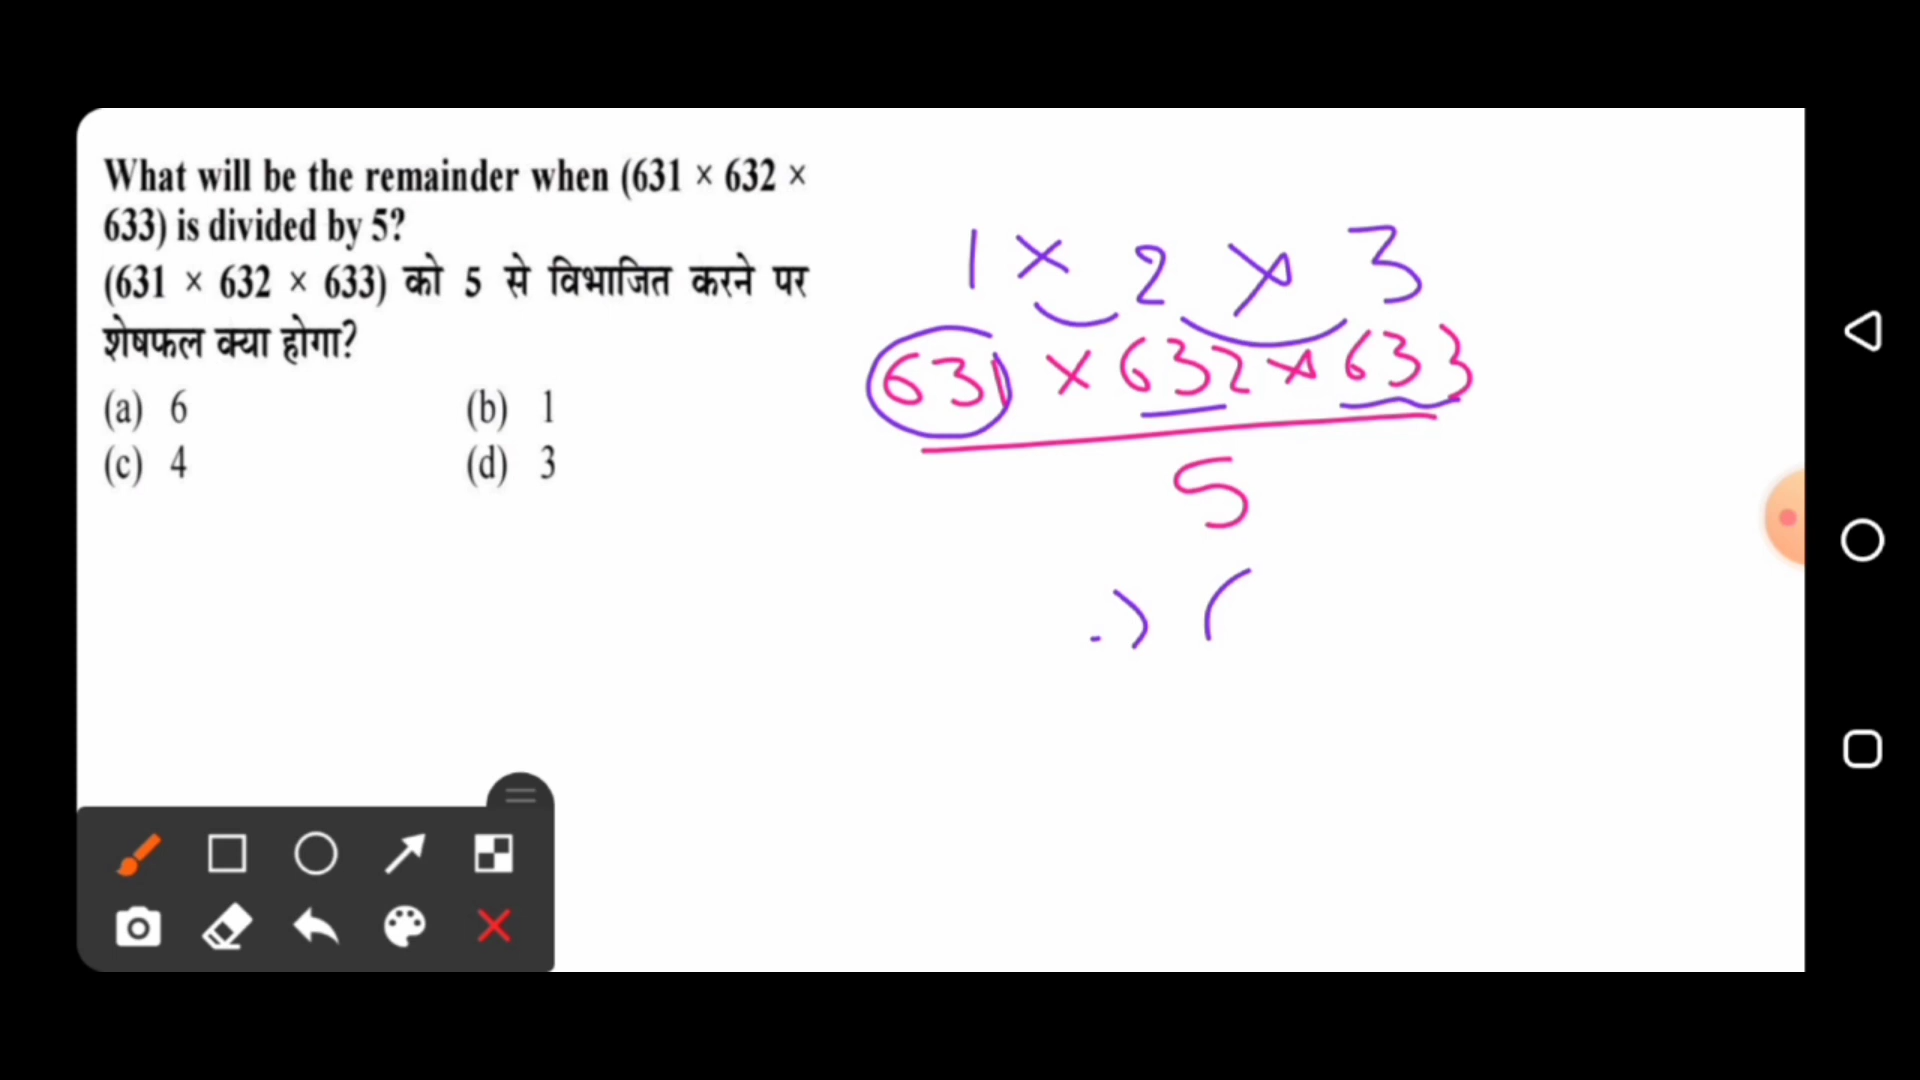 What will be the remainder when (631 × 632 ×
633) is divided by 5?
(631 × 632 × 633) को 5 से विभाजित करने पर
शेषफल क्या होगा?
(a) 6 (b) 1
(c) 4 (d) 3
1 × 2 × 3
631 × 632 × 633
5